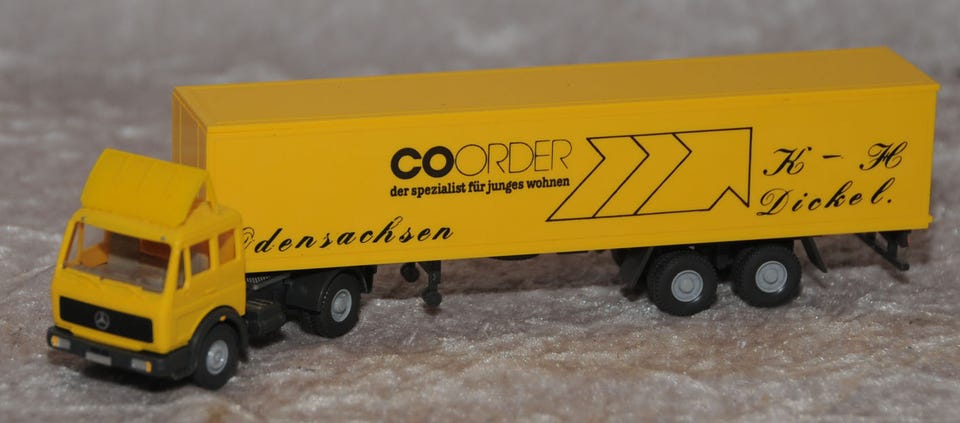 COORDER
der spezialist für junges wohnen
Odensachsen
K - H
Dickel.